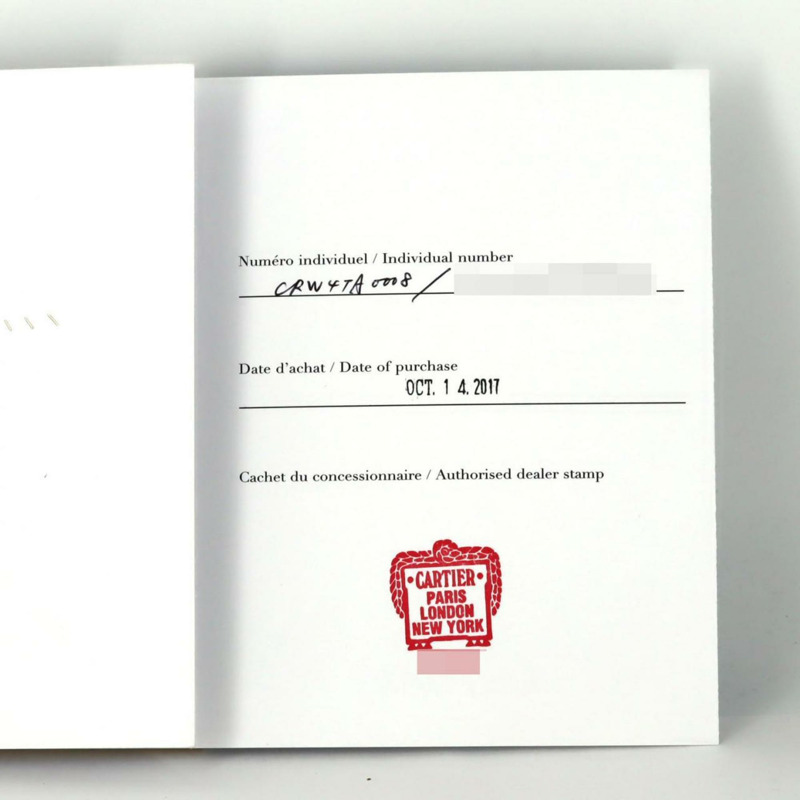 Numéro individuel / Individual number
CRW4TA0008 /
Date d'achat / Date of purchase
OCT. 1 4. 2017
Cachet du concessionnaire / Authorised dealer stamp
•CARTIER•
PARIS
LONDON
NEW YORK